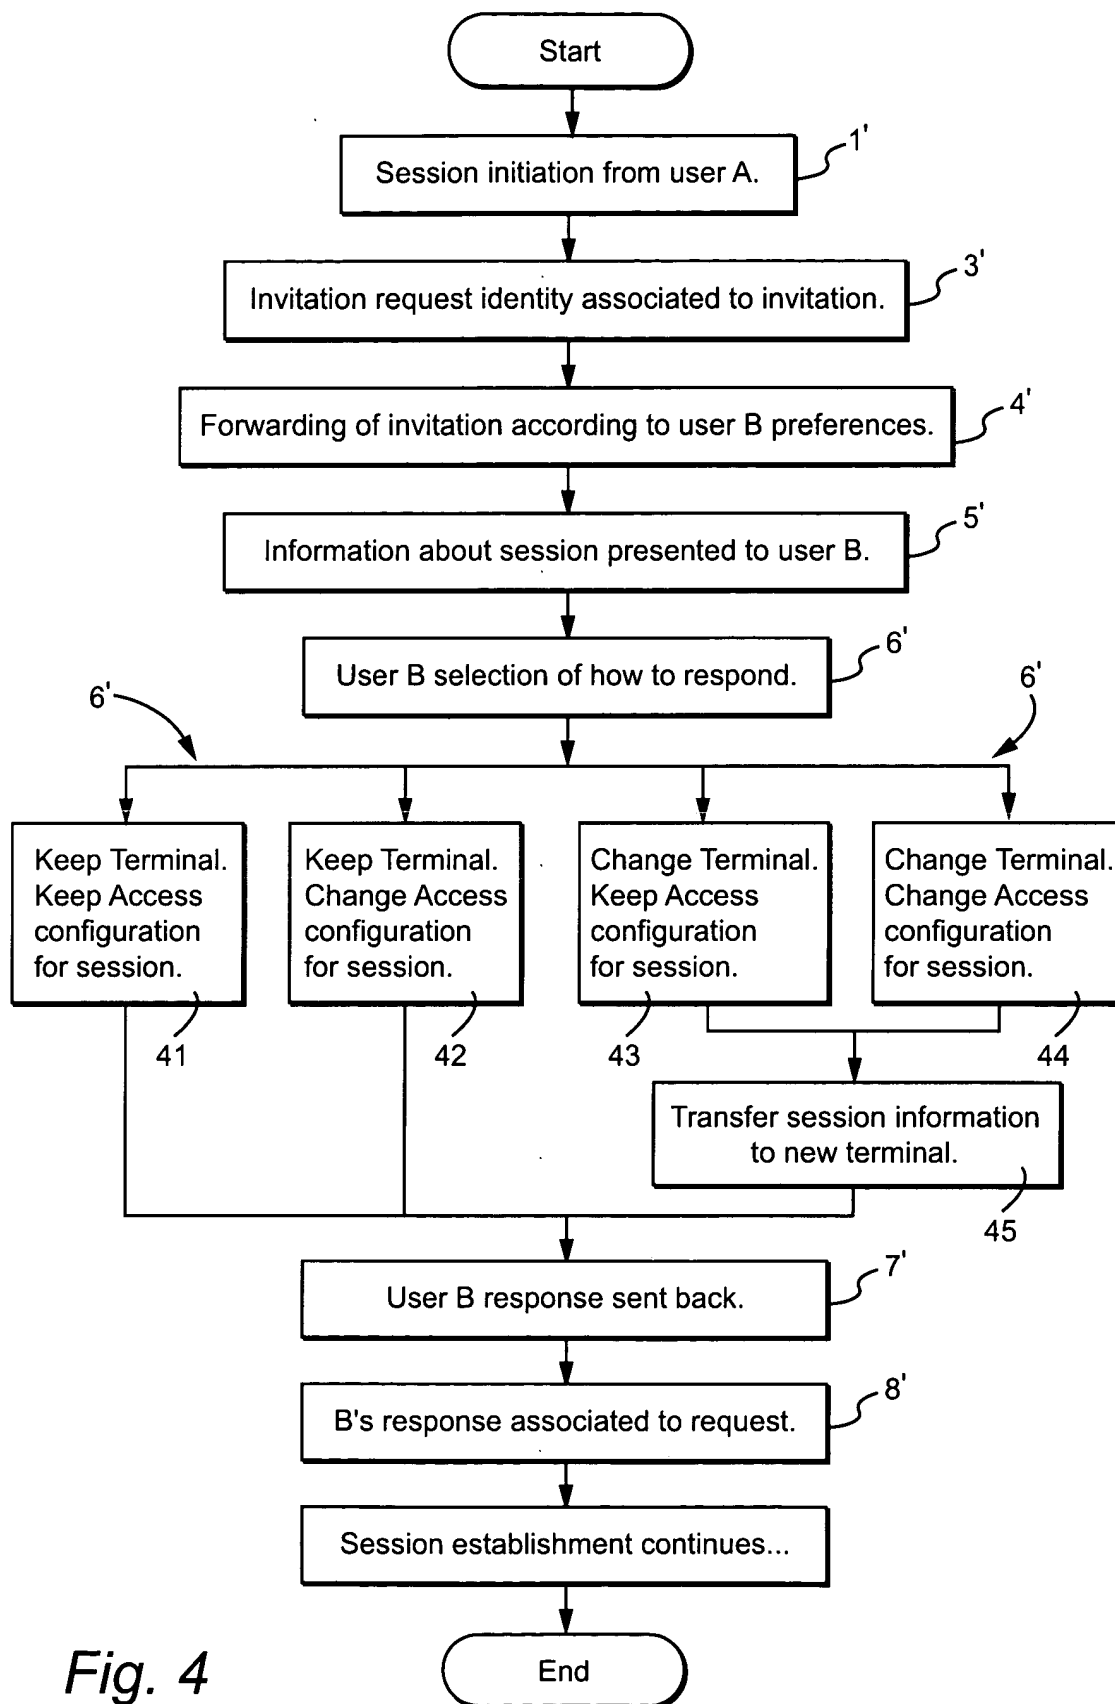 Start
Session initiation from user A.
1'
Invitation request identity associated to invitation.
3'
Forwarding of invitation according to user B preferences.
4'
Information about session presented to user B.
5'
User B selection of how to respond.
6'
6'
6'
Keep Terminal.
Keep Access
configuration
for session.
Keep Terminal.
Change Access
configuration
for session.
Change Terminal.
Keep Access
configuration
for session.
Change Terminal.
Change Access
configuration
for session.
41
42
43
44
Transfer session information
to new terminal.
45
User B response sent back.
7'
B's response associated to request.
8'
Session establishment continues...
End
Fig. 4